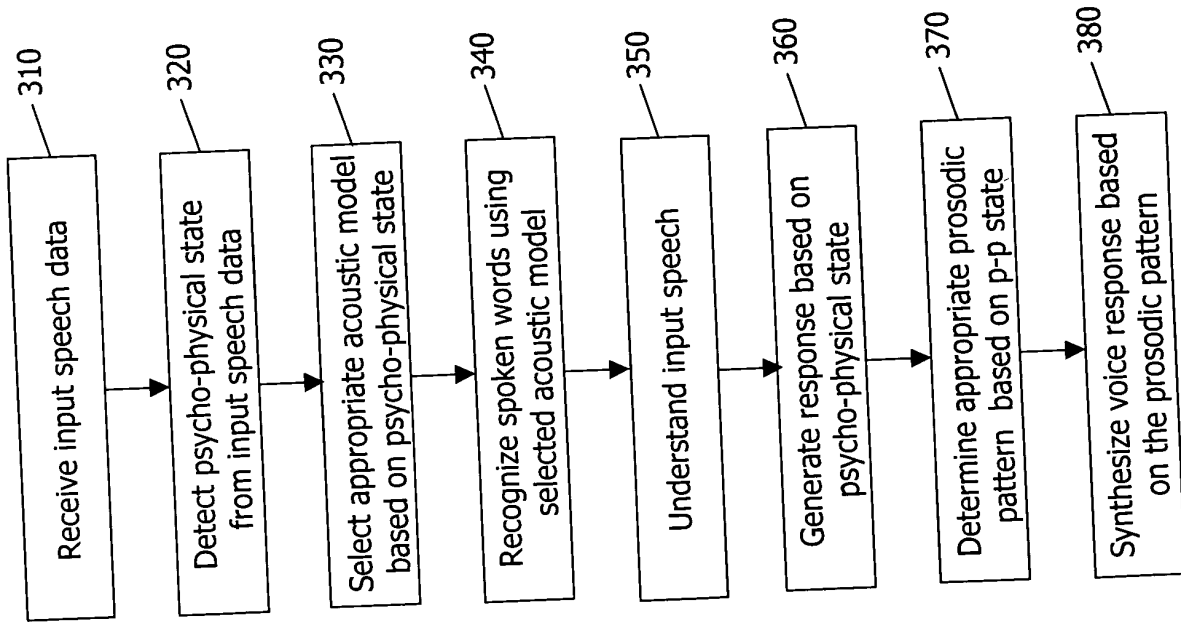 310
Receive input speech data
320
Detect psycho-physical state
from input speech data
330
Select appropriate acoustic model
based on psycho-physical state
340
Recognize spoken words using
selected acoustic model
350
Understand input speech
360
Generate response based on
psycho-physical state
370
Determine appropriate prosodic
pattern based on p-p state
380
Synthesize voice response based
on the prosodic pattern